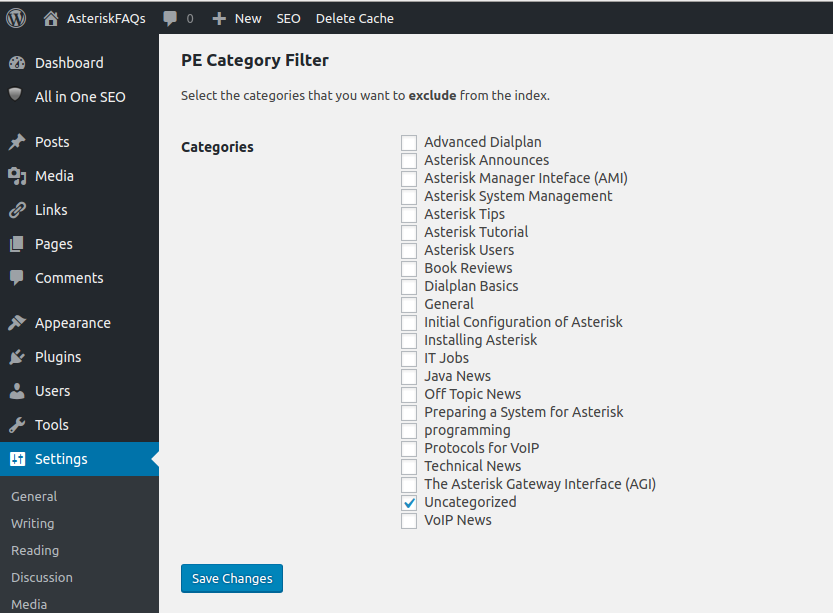 AsteriskFAQs 0 New SEO Delete Cache
Dashboard
All in One SEO
Posts
Media
Links
Pages
Comments
Appearance
Plugins
Users
Tools
Settings
General
Writing
Reading
Discussion
Media
PE Category Filter
Select the categories that you want to exclude from the index.
Categories
Advanced Dialplan
Asterisk Announces
Asterisk Manager Inteface (AMI)
Asterisk System Management
Asterisk Tips
Asterisk Tutorial
Asterisk Users
Book Reviews
Dialplan Basics
General
Initial Configuration of Asterisk
Installing Asterisk
IT Jobs
Java News
Off Topic News
Preparing a System for Asterisk
programming
Protocols for VoIP
Technical News
The Asterisk Gateway Interface (AGI)
Uncategorized
VoIP News
Save Changes